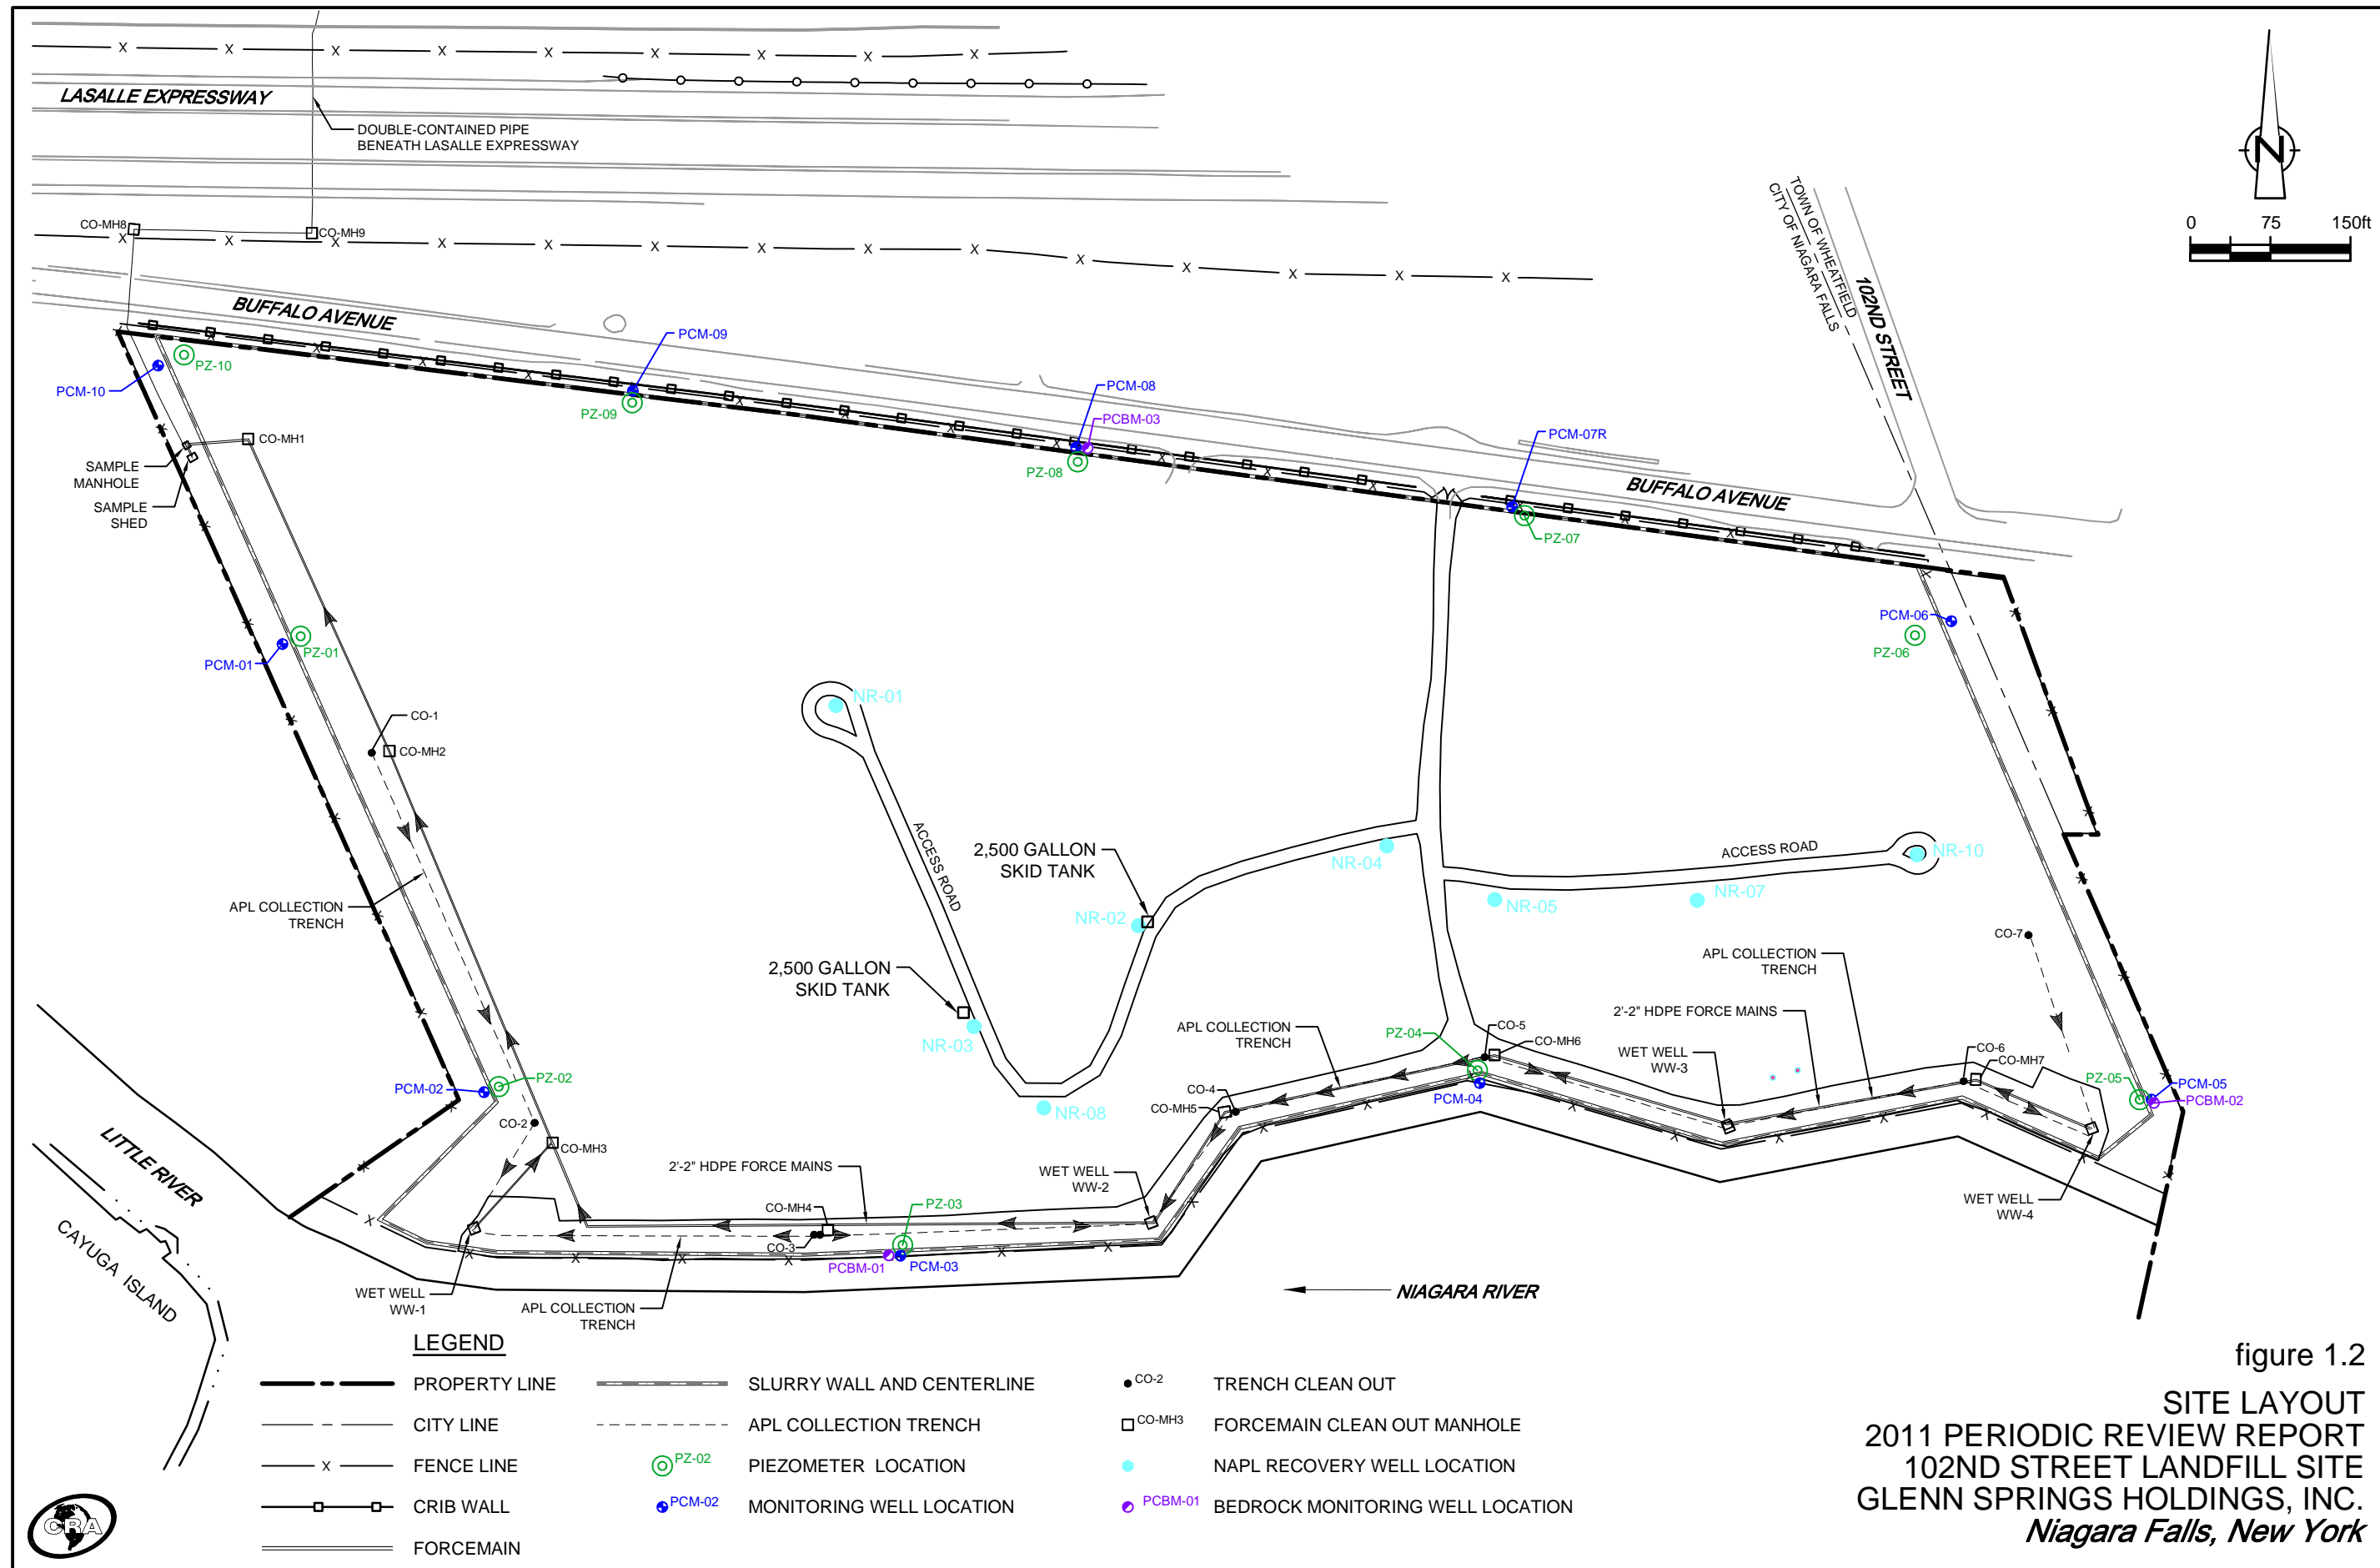 LASALLE EXPRESSWAY
DOUBLE-CONTAINED PIPE
BENEATH LASALLE EXPRESSWAY
N
0 75 150ft
TOWN OF WHEATFIELD
CITY OF NIAGARA FALLS
102ND STREET
CO-MH8
CO-MH9
BUFFALO AVENUE
PCM-09
PZ-10
PCM-10
PZ-09
PCM-08
PCBM-03
PZ-08
PCM-07R
BUFFALO AVENUE
PZ-07
CO-MH1
SAMPLE
MANHOLE
SAMPLE
SHED
PCM-06
PZ-06
PZ-01
PCM-01
NR-01
CO-1
CO-MH2
ACCESS ROAD
2,500 GALLON
SKID TANK
NR-04
ACCESS ROAD
NR-10
NR-07
NR-05
NR-02
APL COLLECTION
TRENCH
CO-7
APL COLLECTION
TRENCH
2,500 GALLON
SKID TANK
2'-2" HDPE FORCE MAINS
NR-03
APL COLLECTION
TRENCH
PZ-04
CO-5
CO-MH6
WET WELL
WW-3
CO-6
CO-MH7
PZ-02
PCM-02
PZ-05
PCM-05
PCBM-02
CO-4
CO-MH5
PCM-04
NR-08
CO-2
CO-MH3
LITTLE RIVER
2'-2" HDPE FORCE MAINS
WET WELL
WW-2
WET WELL
WW-4
CO-MH4
PZ-03
CAYUGA ISLAND
CO-3
PCBM-01
PCM-03
WET WELL
WW-1
APL COLLECTION
TRENCH
NIAGARA RIVER
LEGEND
PROPERTY LINE
CITY LINE
X FENCE LINE
CRIB WALL
FORCEMAIN
SLURRY WALL AND CENTERLINE
APL COLLECTION TRENCH
PZ-02 PIEZOMETER LOCATION
PCM-02 MONITORING WELL LOCATION
CO-2 TRENCH CLEAN OUT
CO-MH3 FORCEMAIN CLEAN OUT MANHOLE
NAPL RECOVERY WELL LOCATION
PCBM-01 BEDROCK MONITORING WELL LOCATION
CRA
figure 1.2
SITE LAYOUT
2011 PERIODIC REVIEW REPORT
102ND STREET LANDFILL SITE
GLENN SPRINGS HOLDINGS, INC.
Niagara Falls, New York